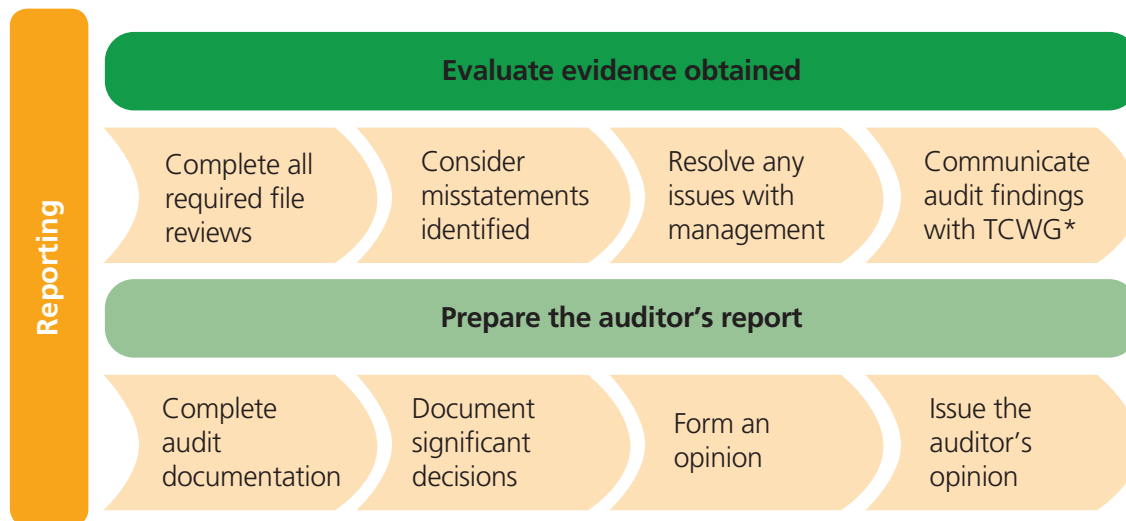 Reporting
Evaluate evidence obtained
Complete all
required file
reviews
Consider
misstatements
identified
Resolve any
issues with
management
Communicate
audit findings
with TCWG*
Prepare the auditor’s report
Complete
audit
documentation
Document
significant
decisions
Form an
opinion
Issue the
auditor’s
opinion